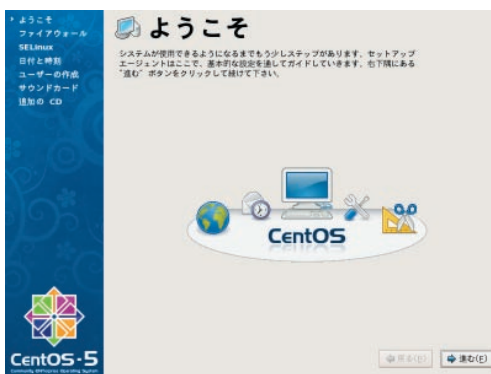 ようこそ
ファイアウォール
SELinux
日付と時刻
ユーザーの作成
サウンドカード
追加の CD
ようこそ
システムが使用できるようになるまでもう少しステップがあります。セットアップ
エージェントはここで、基本的な設定を通してガイドしていきます。右下隅にある
"進む" ボタンをクリックして続けて下さい。
CentOS
CentOS-5
Community ENTerprise Operating System
戻る(B)
進む(F)